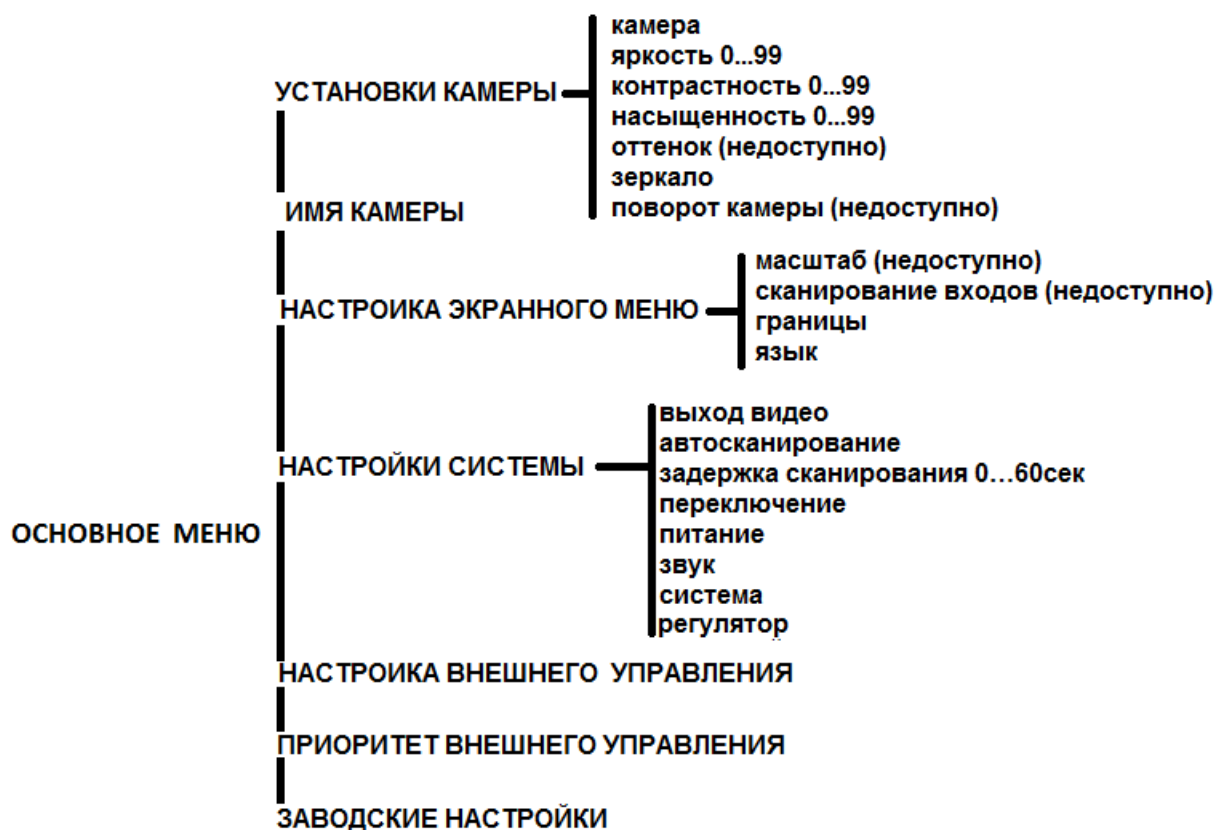 УСТАНОВКИ КАМЕРЫ
камера
яркость 0...99
контрастность 0...99
насыщенность 0...99
оттенок (недоступно)
зеркало
поворот камеры (недоступно)
ИМЯ КАМЕРЫ
НАСТРОИКА ЭКРАННОГО МЕНЮ
масштаб (недоступно)
сканирование входов (недоступно)
границы
язык
НАСТРОЙКИ СИСТЕМЫ
выход видео
автосканирование
задержка сканирования 0...60сек
переключение
питание
звук
система
регулятор
ОСНОВНОЕ МЕНЮ
НАСТРОИКА ВНЕШНЕГО УПРАВЛЕНИЯ
ПРИОРИТЕТ ВНЕШНЕГО УПРАВЛЕНИЯ
ЗАВОДСКИЕ НАСТРОЙКИ